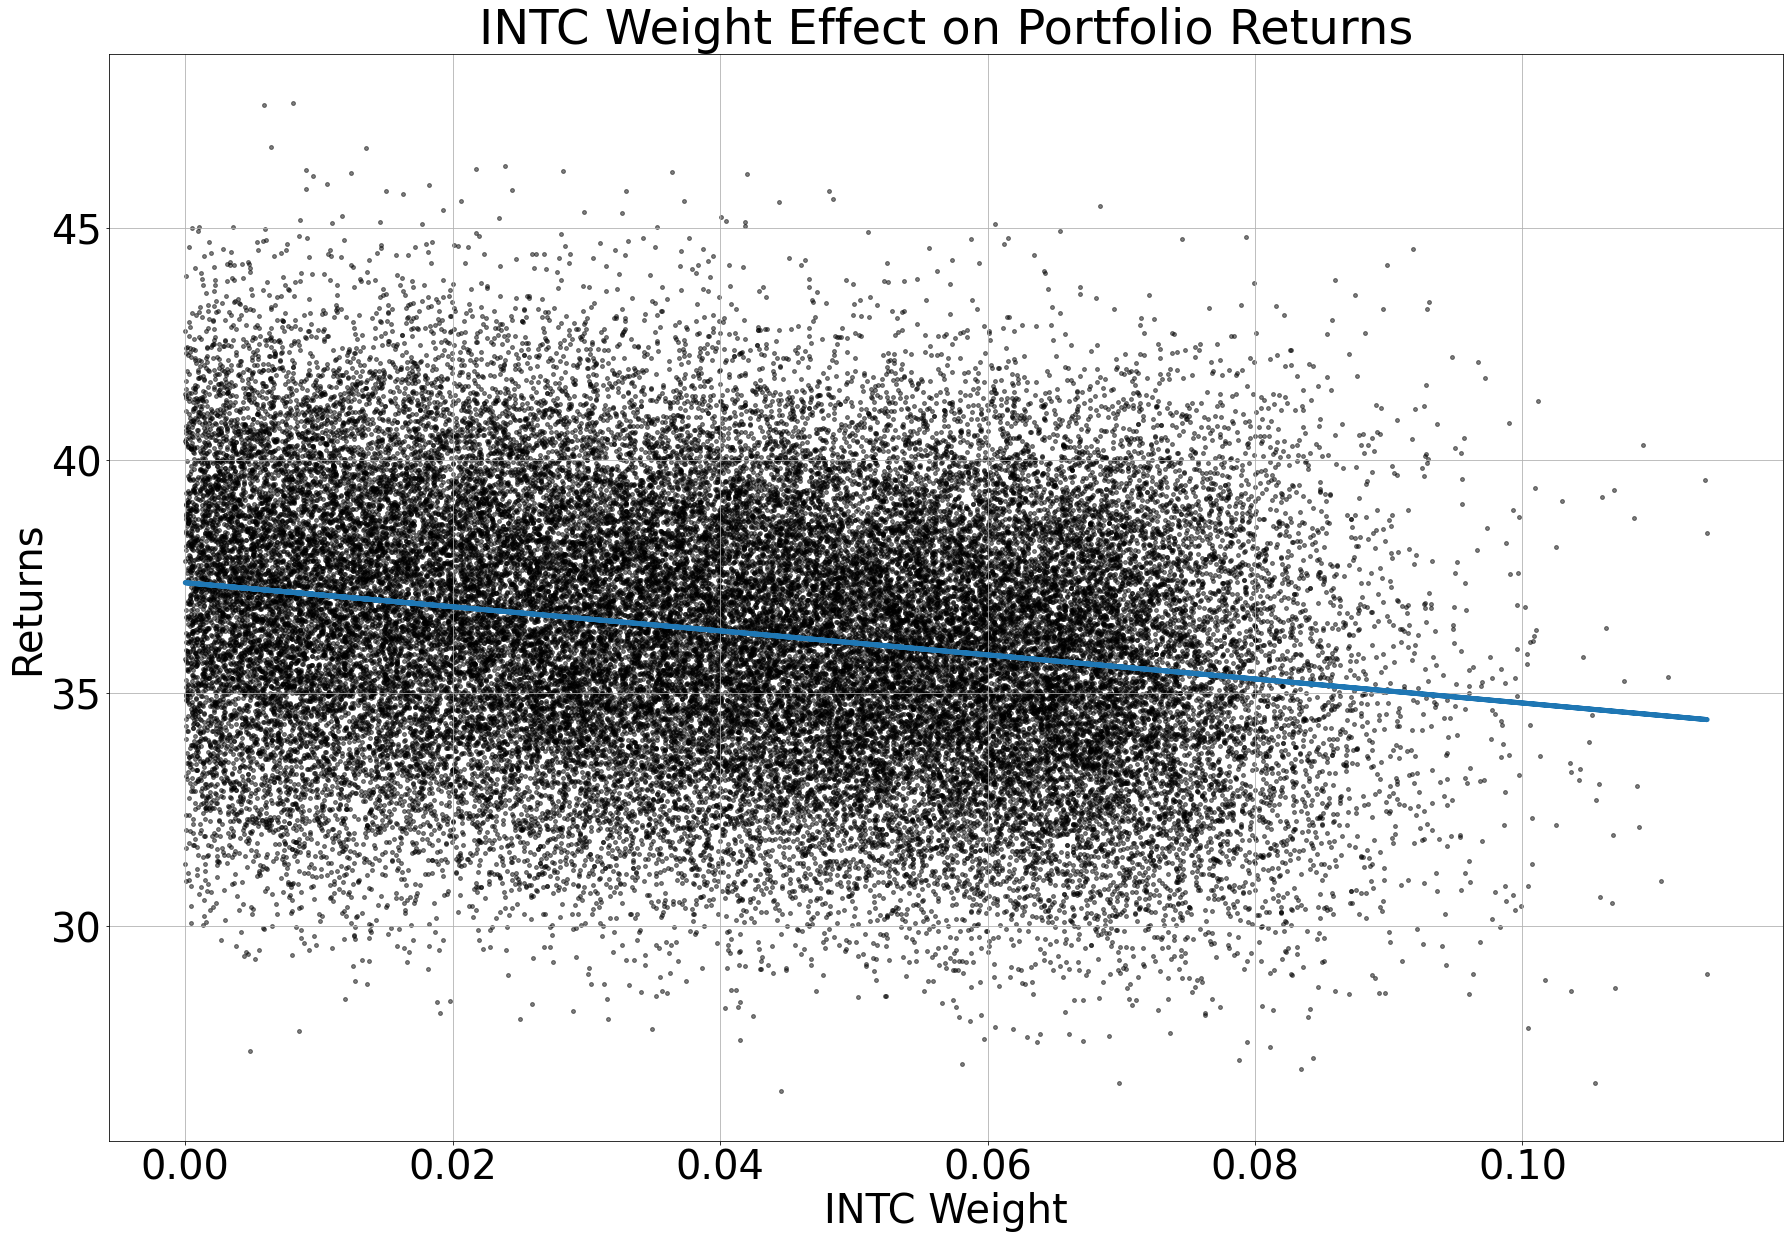 INTC Weight Effect on Portfolio Returns
Returns
45
40
35
30
0.00 0.02 0.04 0.06 0.08 0.10
INTC Weight